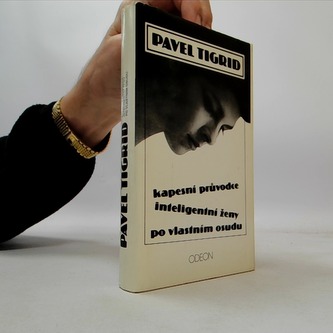 PAVEL TIGRID
kapesní průvodce
inteligentní ženy
po vlastním osudu
ODEON
PAVEL TIGRID